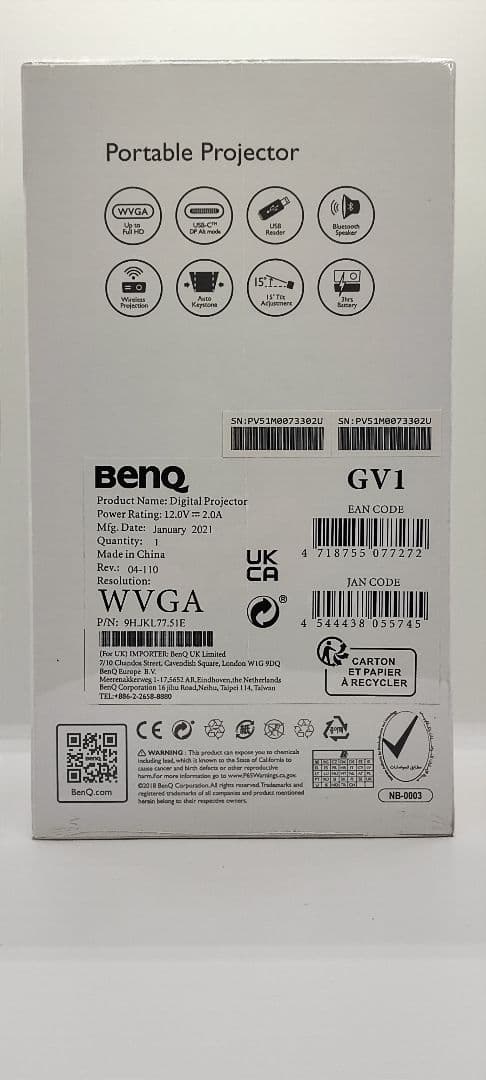 Portable Projector
WVGA
Up to
Full HD
USB-C™
DP Alt mode
USB
Reader
Bluetooth
Speaker
Wireless
Projection
Auto
Keystone
15°
15° Tilt
Adjustment
3hrs
Battery
SN:PV51M0073302U
SN:PV51M0073302U
BenQ
GV1
Product Name: Digital Projector
Power Rating: 12.0V⎓2.0A
Mfg. Date: January 2021
Quantity: 1
Made in China
Rev.: 04-110
Resolution:
WVGA
P/N: 9H.JKL77.51E
EAN CODE
4 718755 077272
UK
CA
JAN CODE
4 544438 055745
®
(For UK) IMPORTER: BenQ UK Limited
7/10 Chandos Street, Cavendish Square, London W1G 9DQ
BenQ Europe B.V.
Meerenakkerweg 1-17,5652 AR,Eindhoven,the Netherlands
BenQ Corporation 16 jihu Road,Neihu, Taipei 114, Taiwan
TEL:+886-2-2658-8880
CARTON
ET PAPIER
À RECYCLER
BenQ
BenQ.com
CE
WARNING : This product can expose you to chemicals
including lead, which is known to the State of California to
cause cancer and birth defects or other reproductive
harm.For more information go to www.P65Warnings.ca.gov.
©2018 BenQ Corporation.All rights reserved. Trademarks and
registered trademarks of all companies and product mentioned
herein belong to their respective owners.
NB-0003